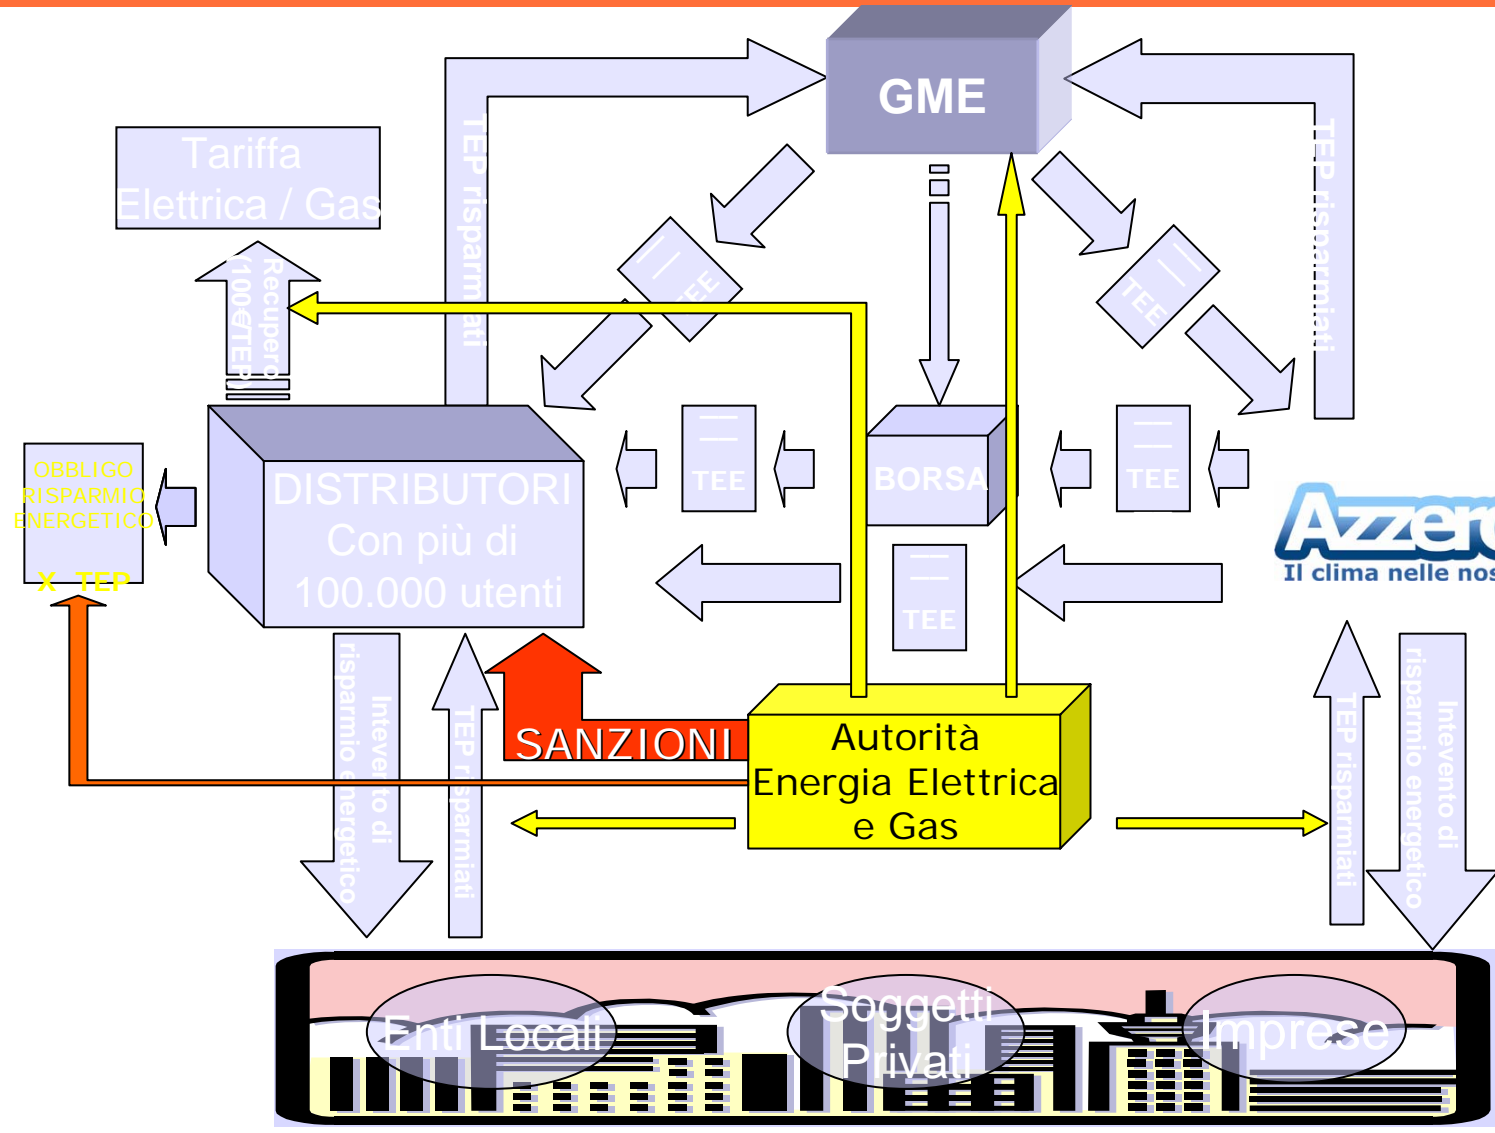 GME
Tariffa
Elettrica / Gas
TEP risparmiati
TEP risparmiati
Recupero
(100€/TEP)
TEE
TEE
OBBLIGO
RISPARMIO
ENERGETICO
X TEP
DISTRIBUTORI
Con più di
100.000 utenti
TEE
BORSA
TEE
TEE
Azzero
Il clima nelle nos
SANZIONI
Autorità
Energia Elettrica
e Gas
Intevento di
risparmio energetico
TEP risparmiati
TEP risparmiati
Intevento di
risparmio energetico
Enti Locali
Soggetti
Privati
Imprese